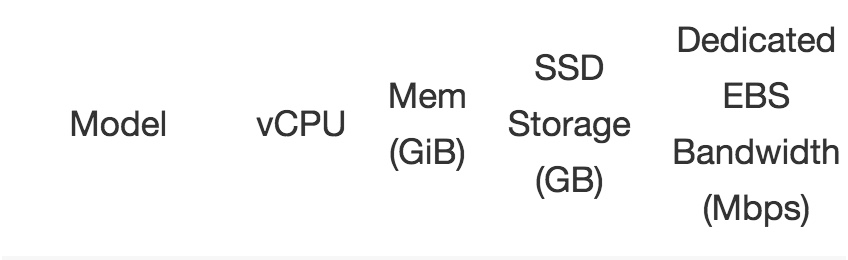 Model
vCPU
Mem
(GiB)
SSD
Storage
(GB)
Dedicated
EBS
Bandwidth
(Mbps)